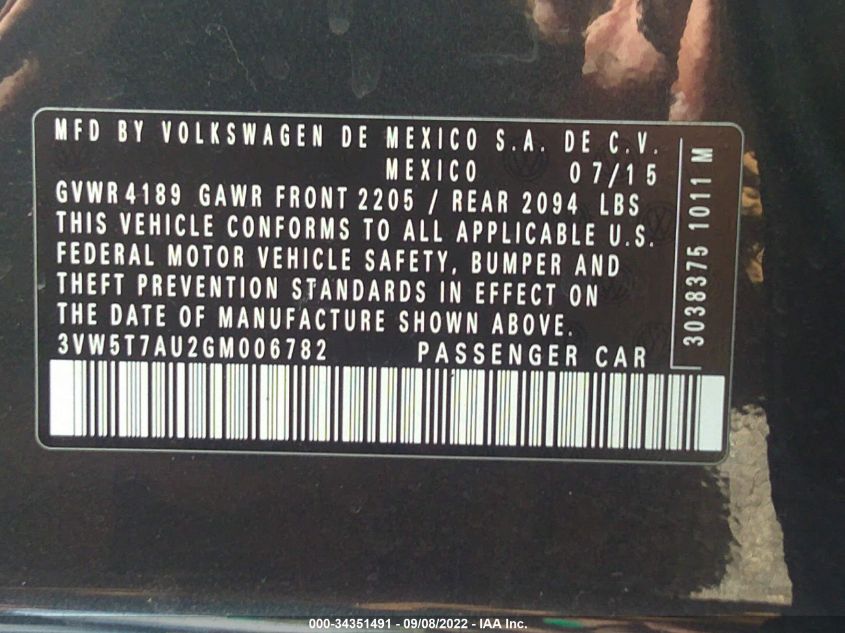 MFD BY VOLKSWAGEN DE MEXICO S.A. DE C.V.
MEXICO 07/15
GVWR 4189 GAWR FRONT 2205 / REAR 2094 LBS
THIS VEHICLE CONFORMS TO ALL APPLICABLE U.S.
FEDERAL MOTOR VEHICLE SAFETY, BUMPER AND
THEFT PREVENTION STANDARDS IN EFFECT ON
THE DATE OF MANUFACTURE SHOWN ABOVE.
3VW5T7AU2GM006782 PASSENGER CAR
3038375 1011 M
000-34351491 - 09/08/2022 - IAA Inc.